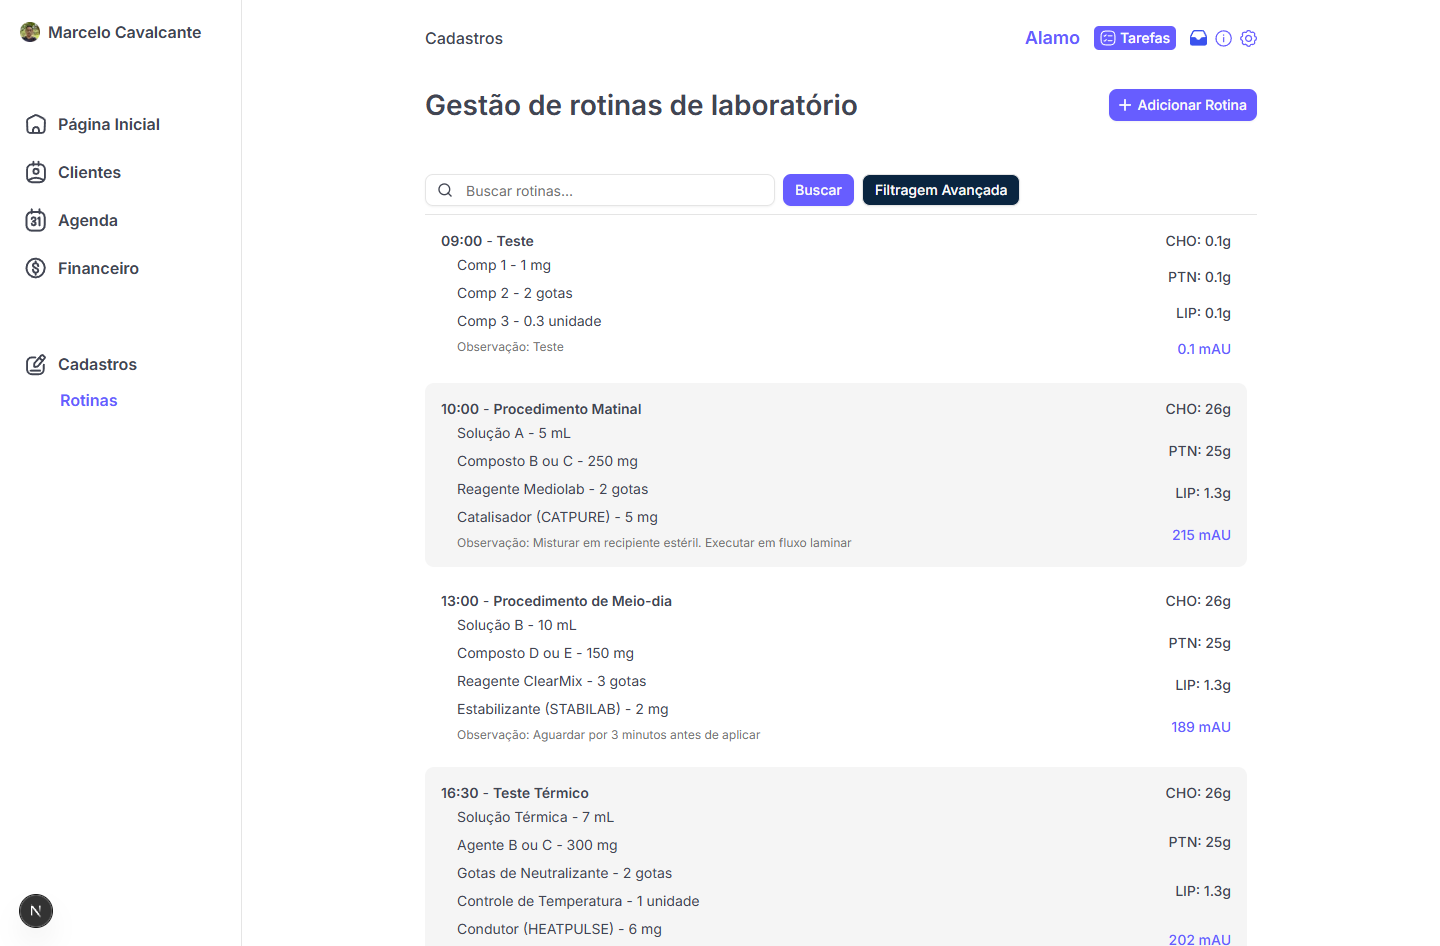 Marcelo Cavalcante
Página Inicial
Clientes
31
Agenda
$
Financeiro
Cadastros
Rotinas
N
Cadastros
Alamo
Tarefas
Gestão de rotinas de laboratório
+ Adicionar Rotina
Buscar rotinas...
Buscar
Filtragem Avançada
09:00 - Teste
Comp 1 - 1 mg
Comp 2 - 2 gotas
Comp 3 - 0.3 unidade
Observação: Teste
CHO: 0.1g
PTN: 0.1g
LIP: 0.1g
0.1 mAU
10:00 - Procedimento Matinal
Solução A - 5 mL
Composto B ou C - 250 mg
Reagente Mediolab - 2 gotas
Catalisador (CATPURE) - 5 mg
Observação: Misturar em recipiente estéril. Executar em fluxo laminar
CHO: 26g
PTN: 25g
LIP: 1.3g
215 mAU
13:00 - Procedimento de Meio-dia
Solução B - 10 mL
Composto D ou E - 150 mg
Reagente ClearMix - 3 gotas
Estabilizante (STABILAB) - 2 mg
Observação: Aguardar por 3 minutos antes de aplicar
CHO: 26g
PTN: 25g
LIP: 1.3g
189 mAU
16:30 - Teste Térmico
Solução Térmica - 7 mL
Agente B ou C - 300 mg
Gotas de Neutralizante - 2 gotas
Controle de Temperatura - 1 unidade
Condutor (HEATPULSE) - 6 mg
CHO: 26g
PTN: 25g
LIP: 1.3g
202 mAU